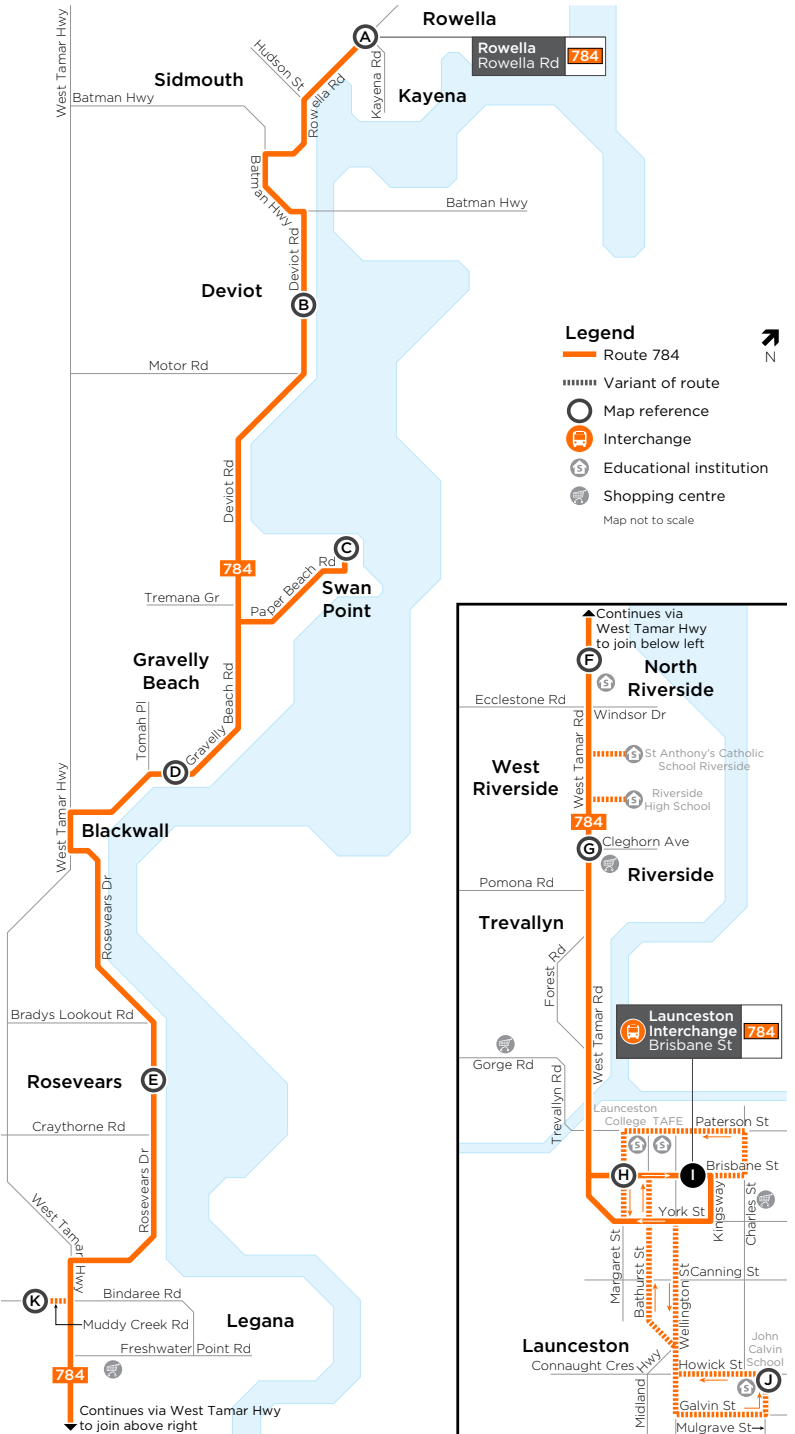 Rowella
A
Rowella
Rowella Rd
784
Hudson St
Kayena Rd
Rowella Rd
Sidmouth
Kayena
West Tamar Hwy
Batman Hwy
Batman Hwy
Batman Hwy
Deviot Rd
Deviot
B
Motor Rd
Legend
Route 784
N
Variant of route
Map reference
Interchange
Educational institution
Shopping centre
Map not to scale
Deviot Rd
C
784
Paper Beach Rd
Swan
Point
Tremana Gr
Gravelly
Beach
Tomah Pl
Gravelly Beach Rd
D
West Tamar Hwy
Blackwall
Rosevears Dr
Bradys Lookout Rd
Rosevears
E
Craythorne Rd
Rosevears Dr
West Tamar Hwy
K
Bindaree Rd
Muddy Creek Rd
Legana
Freshwater Point Rd
784
Continues via West Tamar Hwy
to join above right
Continues via
West Tamar Hwy
to join below left
F
North
Riverside
S
Ecclestone Rd
Windsor Dr
West Tamar Rd
West
Riverside
S
St Anthony's Catholic
School Riverside
S
Riverside
High School
784
G
Cleghorn Ave
Riverside
Pomona Rd
Trevallyn
Forest Rd
West Tamar Rd
Launceston
Interchange
Brisbane St
784
Gorge Rd
Trevallyn Rd
Launceston
College
TAFE
Paterson St
S
S
H
I
Brisbane St
York St
Kingsway
Charles St
Margaret St
Bathurst St
Wellington St
Canning St
Launceston
Connaught Cres
Midland Hwy
John
Calvin
School
Howick St
S
J
Galvin St
Mulgrave St